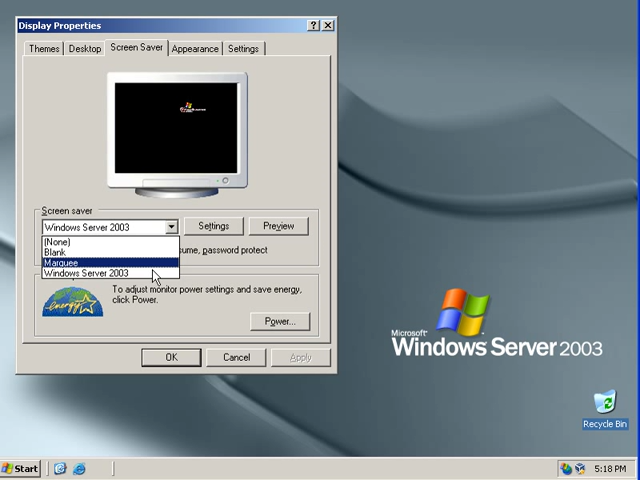 Display Properties
Themes Desktop Screen Saver Appearance Settings
Screen saver
Windows Server 2003 Settings Preview
(None)
Blank
Marquee
Windows Server 2003
password protect
To adjust monitor power settings and save energy,
click Power.
energy
Power...
OK Cancel Apply
Microsoft
Windows Server 2003
Recycle Bin
Start
5:18 PM